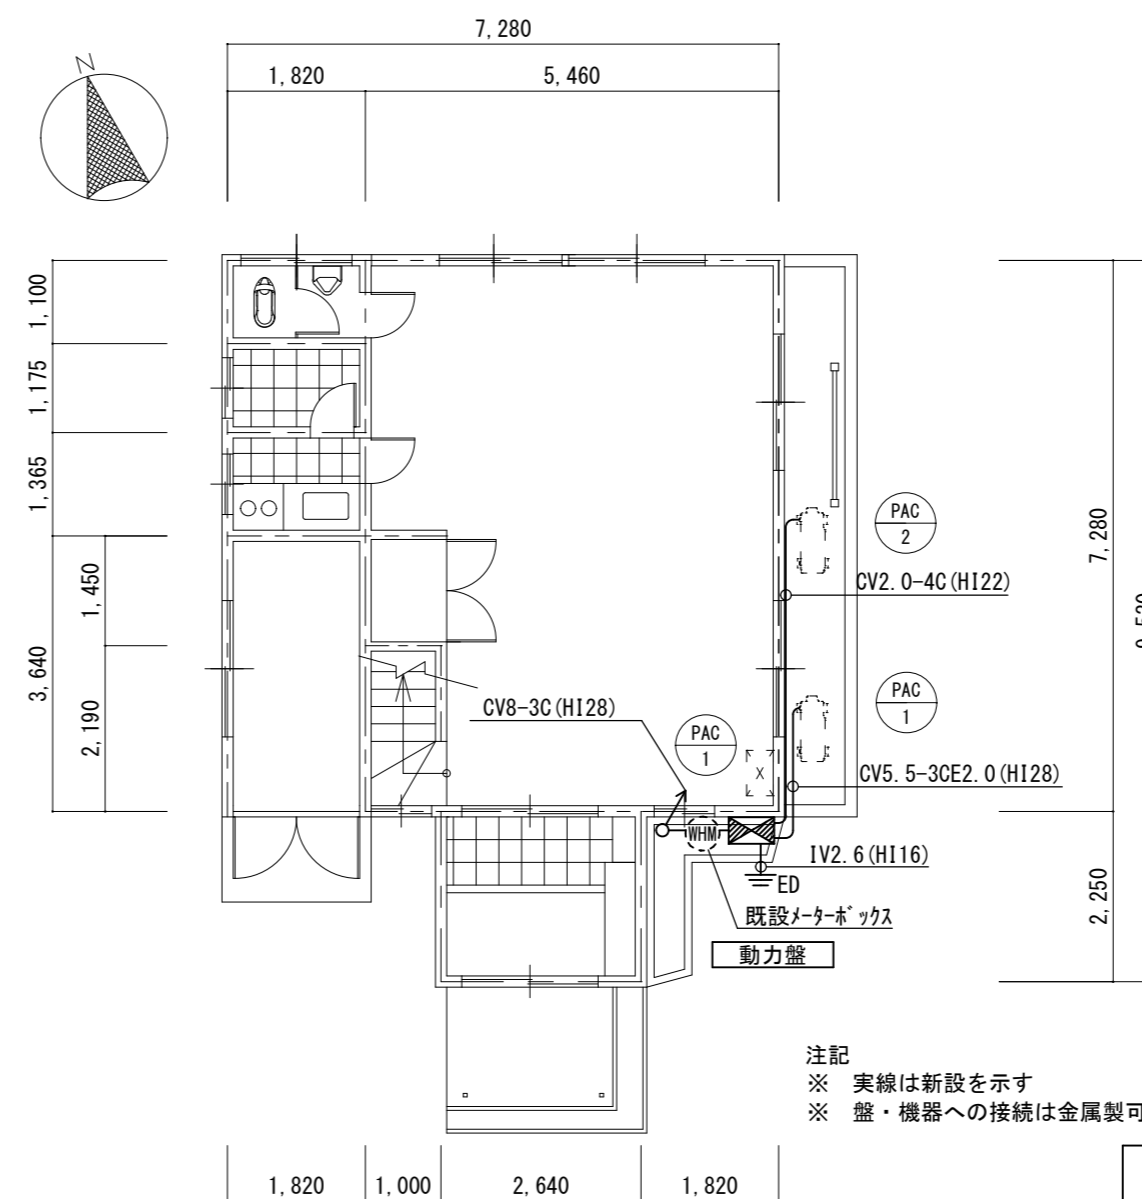 7,280
1,820
5,460
N
1,100
1,175
1,365
1,450
3,640
2,190
PAC
2
7,280
CV2.0-4C(HI22)
PAC
1
CV8-3C(HI28)
PAC
1
X
CV5.5-3CE2.0(HI28)
WHM
IV2.6(HI16)
ED
既設ﾒｰﾀｰﾎﾞｯｸｽ
動力盤
2,250
注記
※ 実線は新設を示す
※ 盤・機器への接続は金属製可
1,820
1,000
2,640
1,820